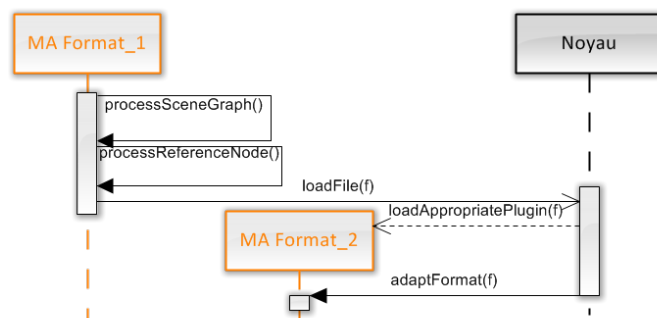 MA Format_1
Noyau
processSceneGraph()
processReferenceNode()
loadFile(f)
loadAppropriatePlugin(f)
MA Format_2
adaptFormat(f)